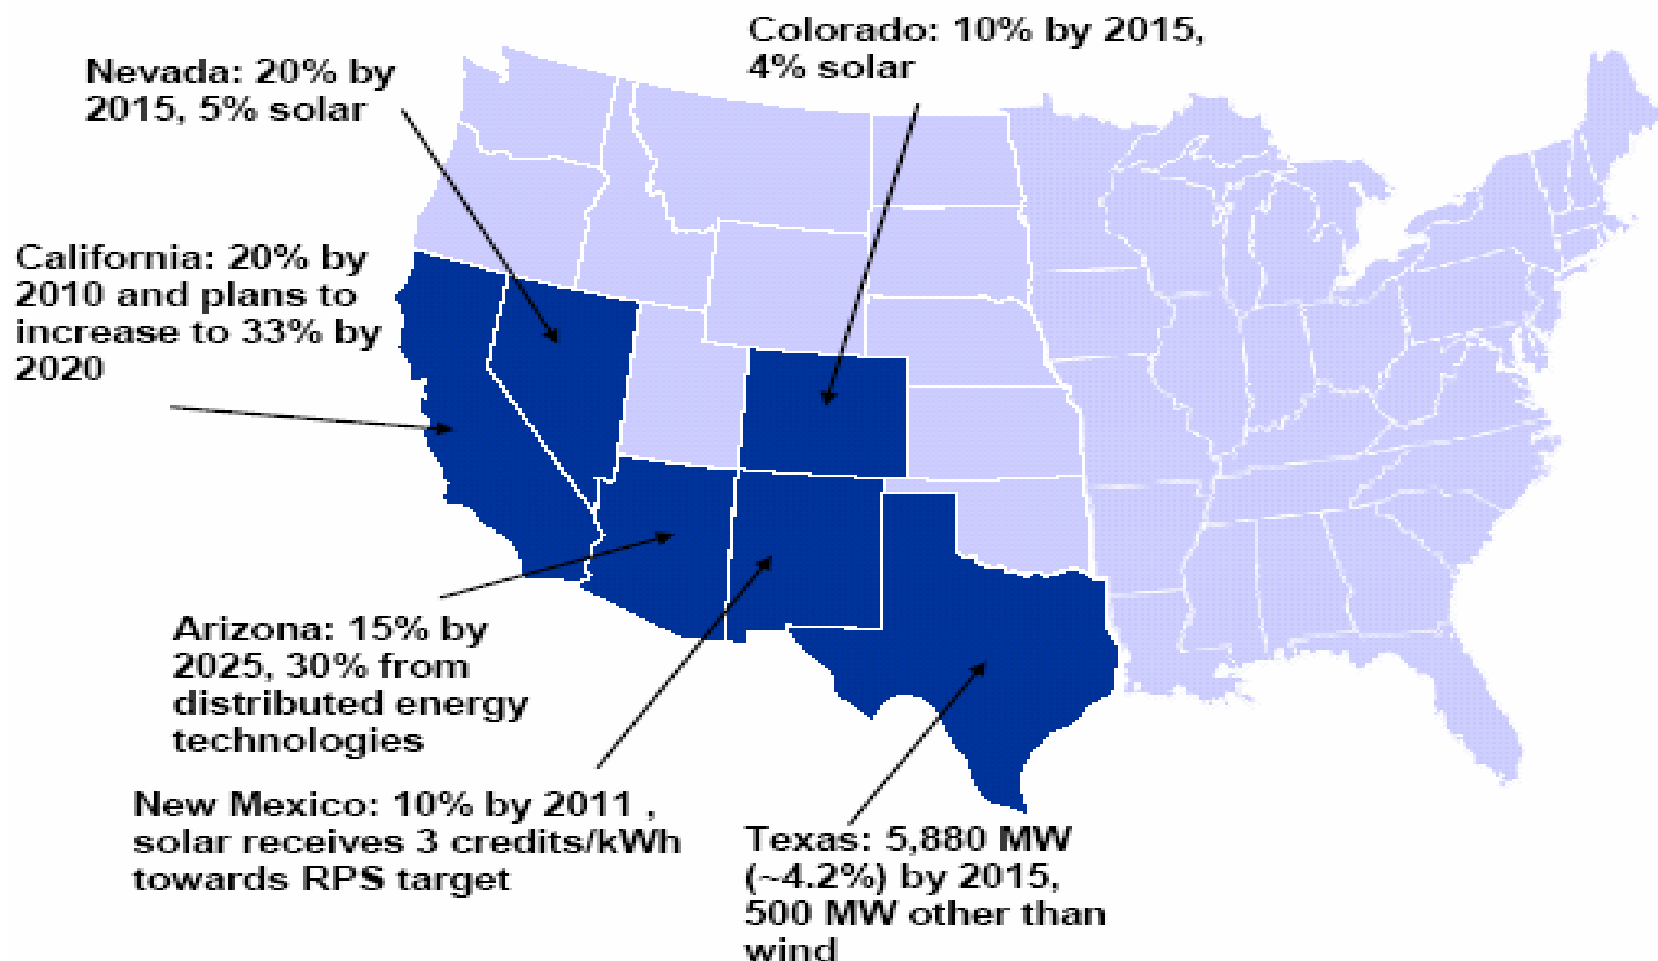 Colorado: 10% by 2015,
4% solar
Nevada: 20% by
2015, 5% solar
California: 20% by
2010 and plans to
increase to 33% by
2020
Arizona: 15% by
2025, 30% from
distributed energy
technologies
New Mexico: 10% by 2011 ,
solar receives 3 credits/kWh
towards RPS target
Texas: 5,880 MW
(~4.2%) by 2015,
500 MW other than
wind